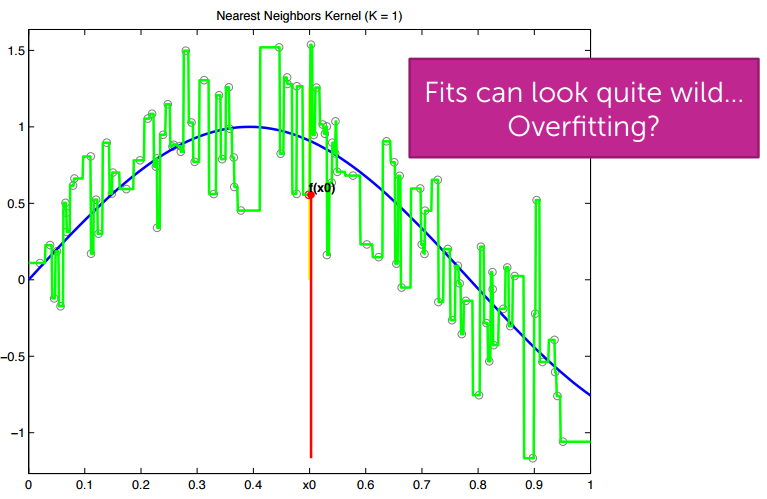 Nearest Neighbors Kernel (K = 1)
Fits can look quite wild...
Overfitting?
f(x0)
1.5
1
0.5
0
−0.5
−1
0 0.1 0.2 0.3 0.4 x0 0.6 0.7 0.8 0.9 1